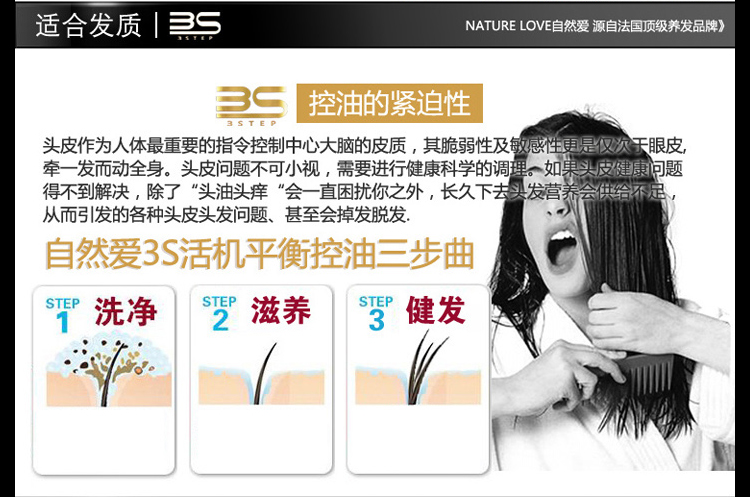 适合发质 | 3S
3STEP
NATURE LOVE自然爱 源自法国顶级养发品牌》
3S
3STEP
控油的紧迫性
头皮作为人体最重要的指令控制中心大脑的皮质，其脆弱性及敏感性更是仅次于眼皮,
牵一发而动全身。头皮问题不可小视，需要进行健康科学的调理。如果头皮健康问题
得不到解决，除了“头油头痒“会一直困扰你之外，长久下去头发营养会供给不足，
从而引发的各种头皮头发问题、甚至会掉发脱发.
自然爱3S活机平衡控油三步曲
STEP
1
洗净
STEP
2
滋养
STEP
3
健发